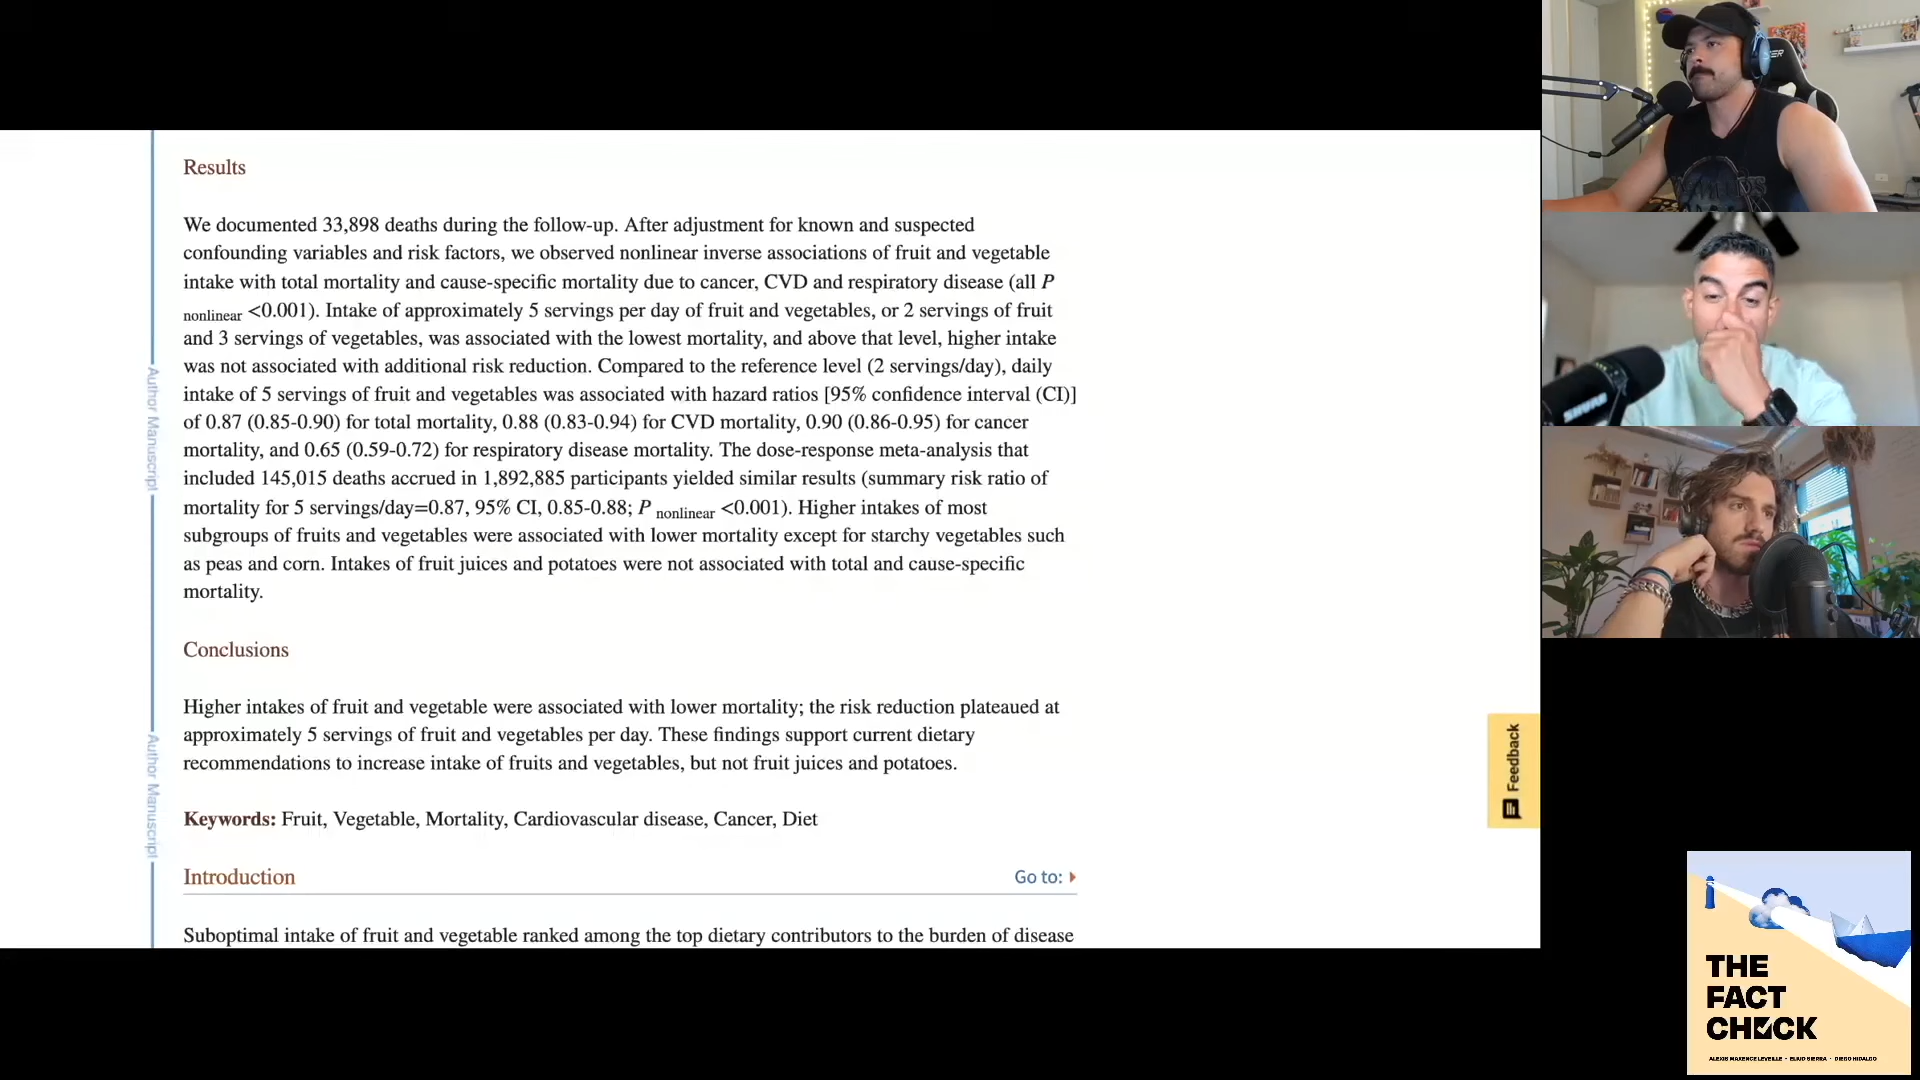 Results
We documented 33,898 deaths during the follow-up. After adjustment for known and suspected
confounding variables and risk factors, we observed nonlinear inverse associations of fruit and vegetable
intake with total mortality and cause-specific mortality due to cancer, CVD and respiratory disease (all P
nonlinear <0.001). Intake of approximately 5 servings per day of fruit and vegetables, or 2 servings of fruit
and 3 servings of vegetables, was associated with the lowest mortality, and above that level, higher intake
was not associated with additional risk reduction. Compared to the reference level (2 servings/day), daily
intake of 5 servings of fruit and vegetables was associated with hazard ratios [95% confidence interval (CI)]
of 0.87 (0.85-0.90) for total mortality, 0.88 (0.83-0.94) for CVD mortality, 0.90 (0.86-0.95) for cancer
mortality, and 0.65 (0.59-0.72) for respiratory disease mortality. The dose-response meta-analysis that
included 145,015 deaths accrued in 1,892,885 participants yielded similar results (summary risk ratio of
mortality for 5 servings/day=0.87, 95% CI, 0.85-0.88; P nonlinear <0.001). Higher intakes of most
subgroups of fruits and vegetables were associated with lower mortality except for starchy vegetables such
as peas and corn. Intakes of fruit juices and potatoes were not associated with total and cause-specific
mortality.
Conclusions
Higher intakes of fruit and vegetable were associated with lower mortality; the risk reduction plateaued at
approximately 5 servings of fruit and vegetables per day. These findings support current dietary
recommendations to increase intake of fruits and vegetables, but not fruit juices and potatoes.
Keywords: Fruit, Vegetable, Mortality, Cardiovascular disease, Cancer, Diet
Introduction
Go to:
Suboptimal intake of fruit and vegetable ranked among the top dietary contributors to the burden of disease
Author Manuscript
Author Manuscript
Feedback
SHURE
THE
FACT
CHECK
ALEXIS MAXENCE LEVEILLE • ELIUD SIERRA • DIEGO HIDALGO